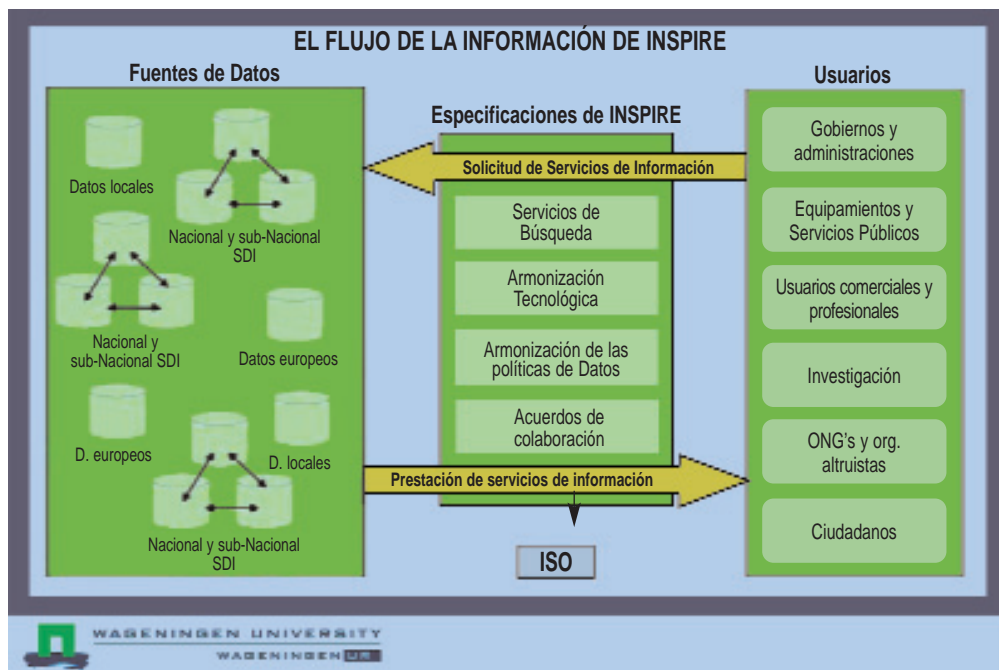 EL FLUJO DE LA INFORMACIÓN DE INSPIRE
Fuentes de Datos
Datos locales
Nacional y sub-Nacional
SDI
Nacional y
sub-Nacional SDI
Datos europeos
D. europeos
D. locales
Nacional y sub-Nacional
SDI
Especificaciones de INSPIRE
Solicitud de Servicios de Información
Servicios de
Búsqueda
Armonización
Tecnológica
Armonización de las
políticas de Datos
Acuerdos de
colaboración
Prestación de servicios de información
ISO
Usuarios
Gobiernos y
administraciones
Equipamientos y
Servicios Públicos
Usuarios comerciales y
profesionales
Investigación
ONG's y org.
altruistas
Ciudadanos
WAGENINGEN UNIVERSITY
WAGENINGEN UR